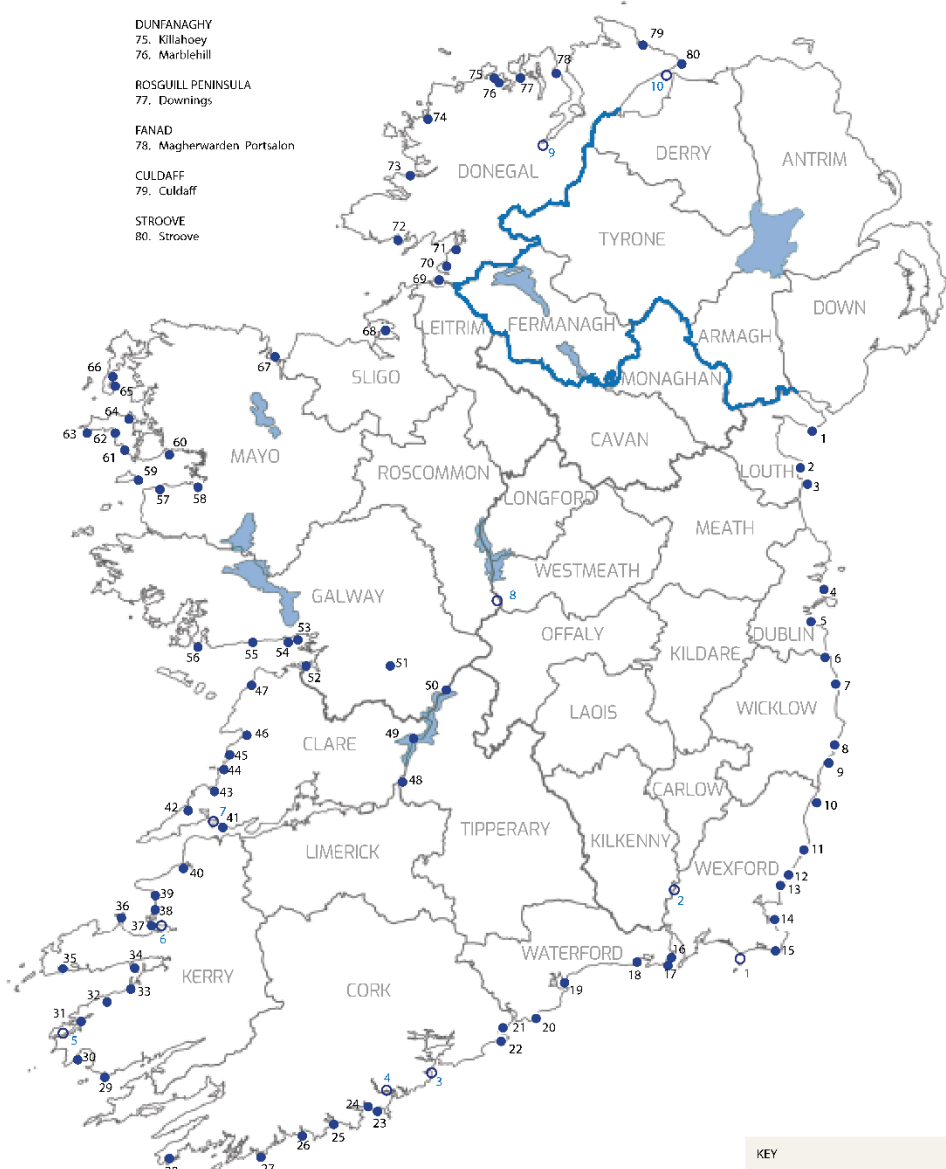 DUNFANAGHY
75. Killahoey
76. Marblehill
ROSGUILL PENINSULA
77. Downings
FANAD
78. Magherwarden Portsalon
CULDAFF
79. Culdaff
STROOVE
80. Stroove
79
80
10
78
75
76
77
74
9
DERRY
ANTRIM
73
DONEGAL
72
71
TYRONE
70
69
LEITRIM
FERMANAGH
DOWN
ARMAGH
68
67
SLIGO
MONAGHAN
66
65
64
63
62
61
60
MAYO
CAVAN
1
59
57
58
ROSCOMMON
LONGFORD
LOUTH
2
3
MEATH
WESTMEATH
GALWAY
8
4
OFFALY
DUBLIN
5
KILDARE
53
54
55
56
52
51
6
47
50
LAOIS
WICKLOW
7
46
CLARE
49
8
45
44
9
48
CARLOW
43
42
7
41
10
TIPPERARY
LIMERICK
KILKENNY
WEXFORD
11
40
12
13
39
38
2
36
37
6
14
WATERFORD
16
17
15
1
35
34
KERRY
18
33
CORK
19
32
31
20
21
5
22
30
29
4
3
24
23
25
26
27
28
KEY